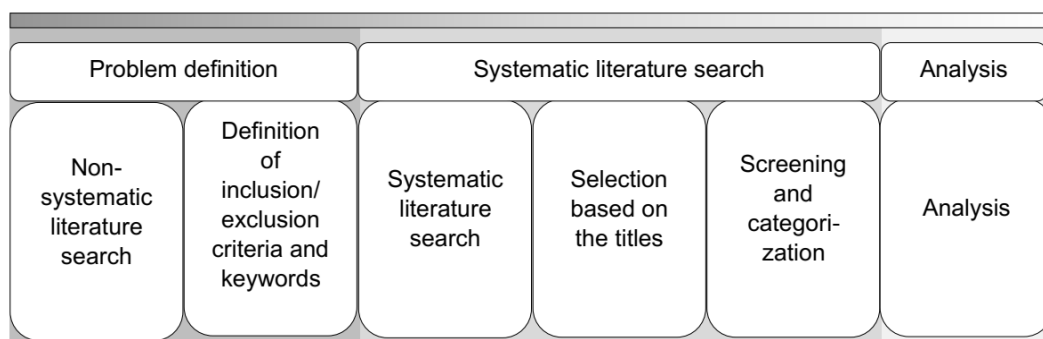 Problem definition
Systematic literature search
Analysis
Non-
systematic
literature
search
Definition
of
inclusion/
exclusion
criteria and
keywords
Systematic
literature
search
Selection
based on
the titles
Screening
and
categori-
zation
Analysis